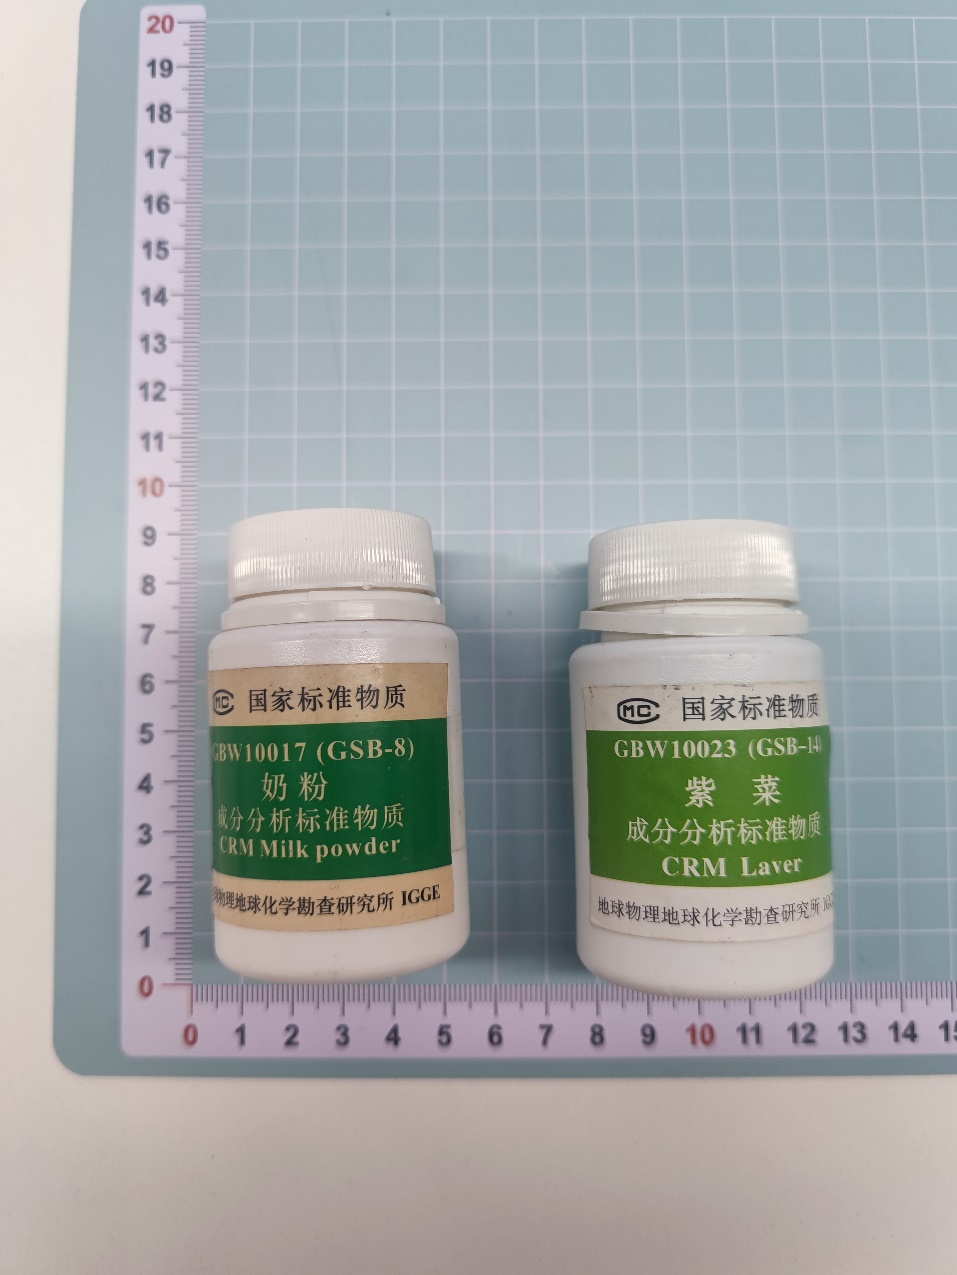 20
19
18
17
16
15
14
13
12
11
10
9
8
7
6
5
4
3
2
1
0
MC 国家标准物质
GBW10017 (GSB-8)
奶粉
成分分析标准物质
CRM Milk powder
球物理地球化学勘查研究所 IGGE
MC 国家标准物质
GBW10023 (GSB-14)
紫 菜
成分分析标准物质
CRM Laver
地球物理地球化学勘查研究所
0 1 2 3 4 5 6 7 8 9 10 11 12 13 14 15